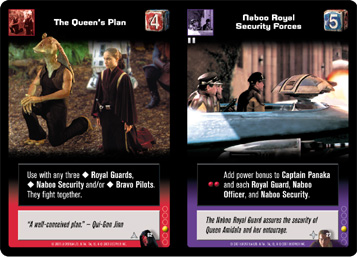 The Queen's Plan
4
Use with any three ◆ Royal Guards,
◆ Naboo Security and/or ◆ Bravo Pilots.
They fight together.
"A well-conceived plan." – Qui-Gon Jinn
Naboo Royal
Security Forces
5
Add power bonus to Captain Panaka
and each Royal Guard, Naboo
Officer, and Naboo Security.
The Naboo Royal Guard assures the security of
Queen Amidala and her entourage.